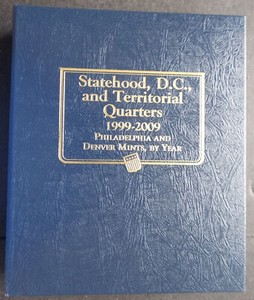 Statehood, D.C.,
and Territorial
Quarters
1999-2009
Philadelphia and
Denver Mints, by Year